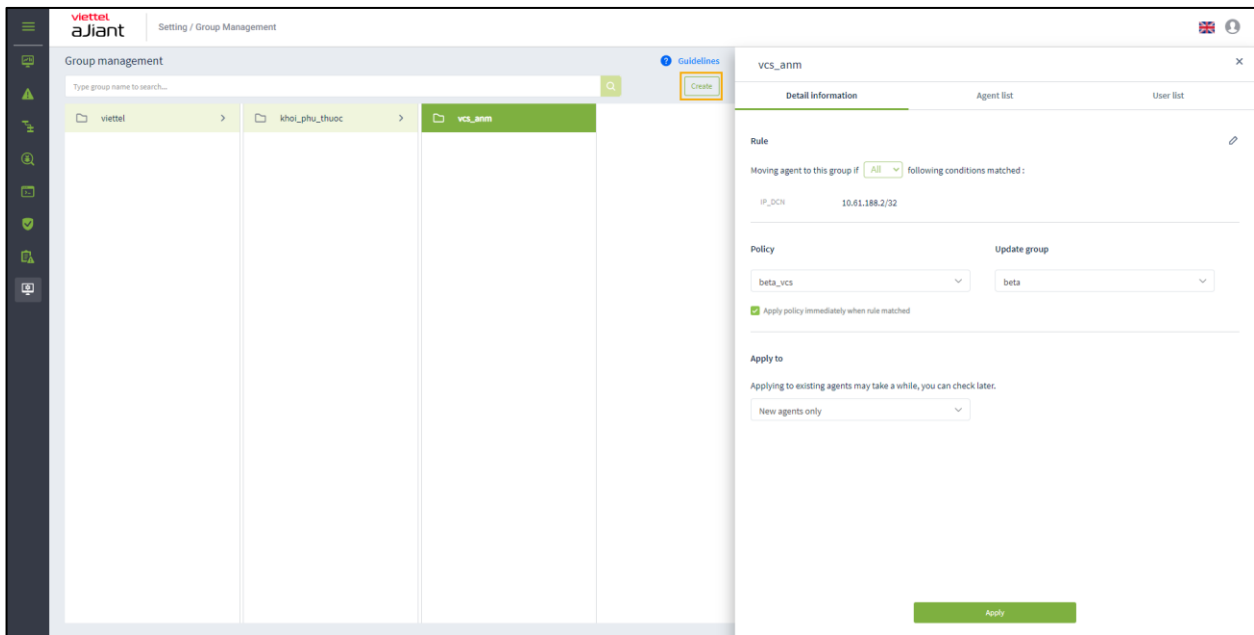 viettel
aJiant
Setting / Group Management
Group management
Guidelines
Type group name to search...
Create
viettel
khoi_phu_thuoc
vcs_anm
vcs_anm
Detail information
Agent list
User list
Rule
Moving agent to this group if All following conditions matched :
IP_DCN 10.61.188.2/32
Policy
Update group
beta_vcs
beta
Apply policy immediately when rule matched
Apply to
Applying to existing agents may take a while, you can check later.
New agents only
Apply